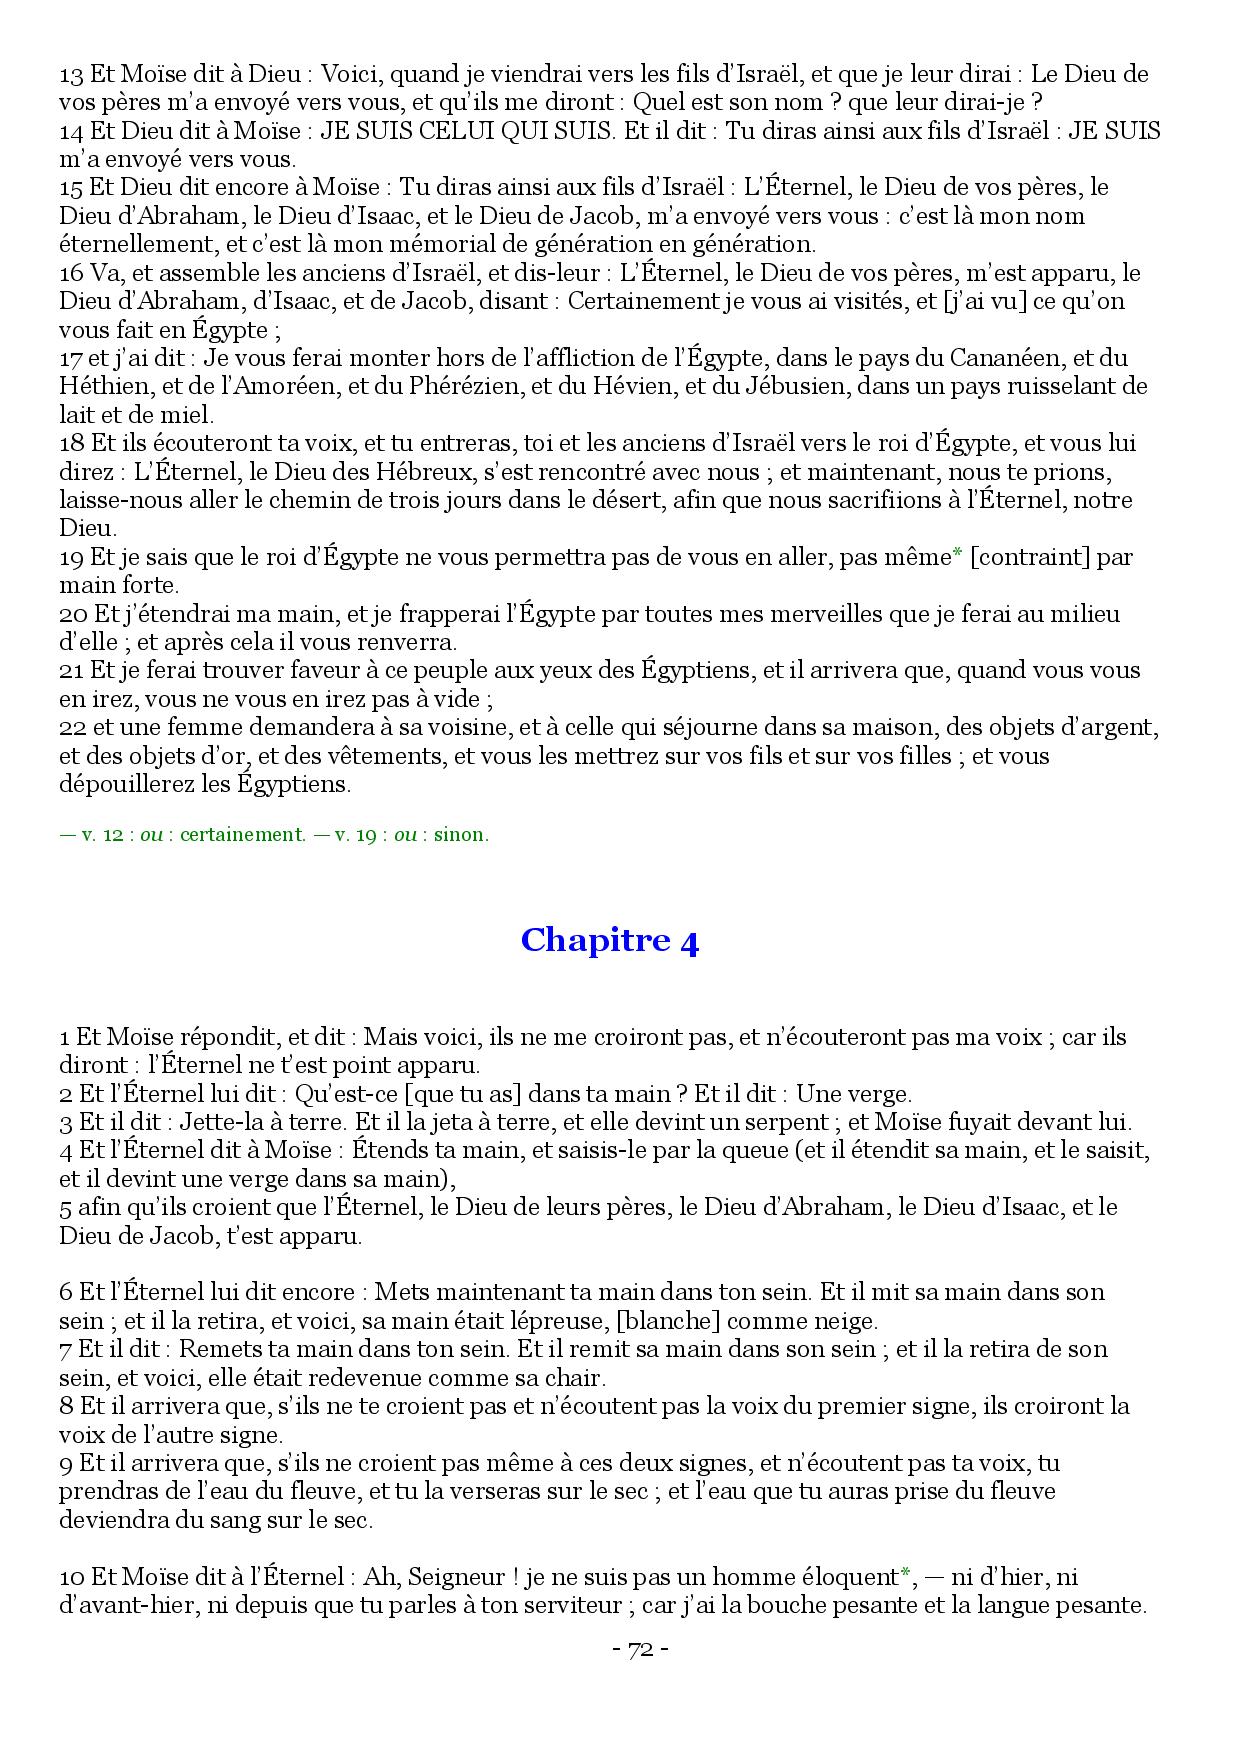 13 Et Moïse dit à Dieu : Voici, quand je viendrai vers les fils d’Israël, et que je leur dirai : Le Dieu de
vos pères m’a envoyé vers vous, et qu’ils me diront : Quel est son nom ? que leur dirai-je ?
14 Et Dieu dit à Moïse : JE SUIS CELUI QUI SUIS. Et il dit : Tu diras ainsi aux fils d’Israël : JE SUIS
m’a envoyé vers vous.
15 Et Dieu dit encore à Moïse : Tu diras ainsi aux fils d’Israël : L’Éternel, le Dieu de vos pères, le
Dieu d’Abraham, le Dieu d’Isaac, et le Dieu de Jacob, m’a envoyé vers vous : c’est là mon nom
éternellement, et c’est là mon mémorial de génération en génération.
16 Va, et assemble les anciens d’Israël, et dis-leur : L’Éternel, le Dieu de vos pères, m’est apparu, le
Dieu d’Abraham, d’Isaac, et de Jacob, disant : Certainement je vous ai visités, et [j’ai vu] ce qu’on
vous fait en Égypte ;
17 et j’ai dit : Je vous ferai monter hors de l’affliction de l’Égypte, dans le pays du Cananéen, et du
Héthien, et de l’Amoréen, et du Phérézien, et du Hévien, et du Jébusien, dans un pays ruisselant de
lait et de miel.
18 Et ils écouteront ta voix, et tu entreras, toi et les anciens d’Israël vers le roi d’Égypte, et vous lui
direz : L’Éternel, le Dieu des Hébreux, s’est rencontré avec nous ; et maintenant, nous te prions,
laisse-nous aller le chemin de trois jours dans le désert, afin que nous sacrifiions à l’Éternel, notre
Dieu.
19 Et je sais que le roi d’Égypte ne vous permettra pas de vous en aller, pas même* [contraint] par
main forte.
20 Et j’étendrai ma main, et je frapperai l’Égypte par toutes mes merveilles que je ferai au milieu
d’elle ; et après cela il vous renverra.
21 Et je ferai trouver faveur à ce peuple aux yeux des Égyptiens, et il arrivera que, quand vous vous
en irez, vous ne vous en irez pas à vide ;
22 et une femme demandera à sa voisine, et à celle qui séjourne dans sa maison, des objets d’argent,
et des objets d’or, et des vêtements, et vous les mettrez sur vos fils et sur vos filles ; et vous
dépouillerez les Égyptiens.
— v. 12 : ou : certainement. — v. 19 : ou : sinon.
Chapitre 4
1 Et Moïse répondit, et dit : Mais voici, ils ne me croiront pas, et n’écouteront pas ma voix ; car ils
diront : l’Éternel ne t’est point apparu.
2 Et l’Éternel lui dit : Qu’est-ce [que tu as] dans ta main ? Et il dit : Une verge.
3 Et il dit : Jette-la à terre. Et il la jeta à terre, et elle devint un serpent ; et Moïse fuyait devant lui.
4 Et l’Éternel dit à Moïse : Étends ta main, et saisis-le par la queue (et il étendit sa main, et le saisit,
et il devint une verge dans sa main),
5 afin qu’ils croient que l’Éternel, le Dieu de leurs pères, le Dieu d’Abraham, le Dieu d’Isaac, et le
Dieu de Jacob, t’est apparu.
6 Et l’Éternel lui dit encore : Mets maintenant ta main dans ton sein. Et il mit sa main dans son
sein ; et il la retira, et voici, sa main était lépreuse, [blanche] comme neige.
7 Et il dit : Remets ta main dans ton sein. Et il remit sa main dans son sein ; et il la retira de son
sein, et voici, elle était redevenue comme sa chair.
8 Et il arrivera que, s’ils ne te croient pas et n’écoutent pas la voix du premier signe, ils croiront la
voix de l’autre signe.
9 Et il arrivera que, s’ils ne croient pas même à ces deux signes, et n’écoutent pas ta voix, tu
prendras de l’eau du fleuve, et tu la verseras sur le sec ; et l’eau que tu auras prise du fleuve
deviendra du sang sur le sec.
10 Et Moïse dit à l’Éternel : Ah, Seigneur ! je ne suis pas un homme éloquent*, — ni d’hier, ni
d’avant-hier, ni depuis que tu parles à ton serviteur ; car j’ai la bouche pesante et la langue pesante.
- 72 -